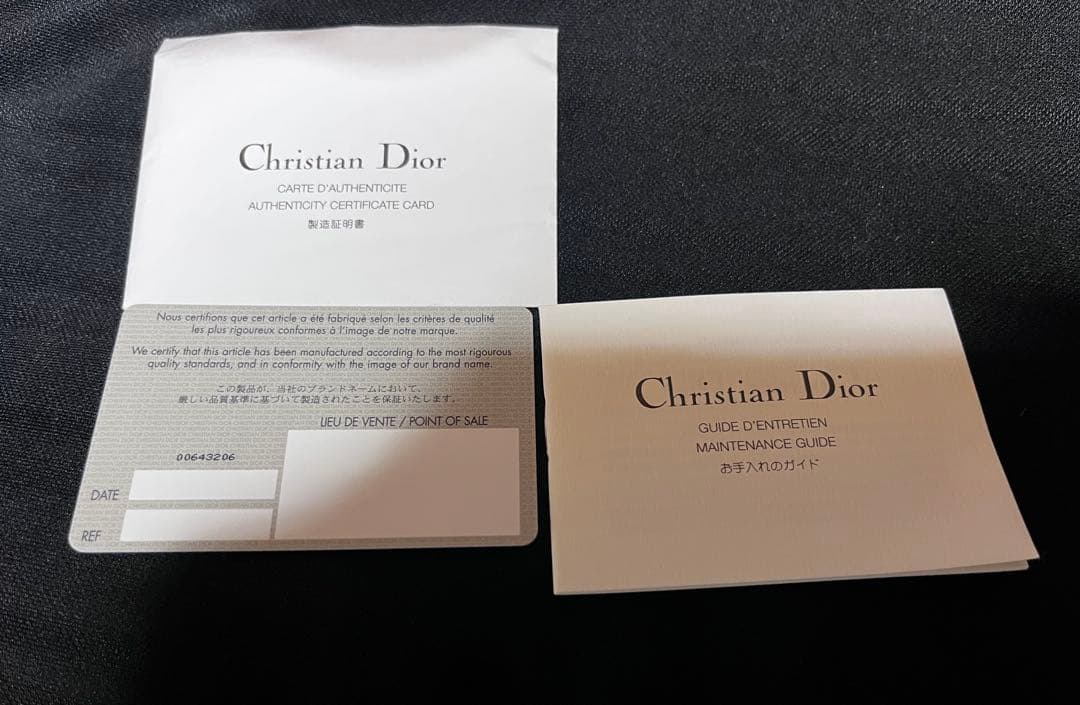 Christian Dior
CARTE D'AUTHENTICITE
AUTHENTICITY CERTIFICATE CARD
製造証明書
Nous certifions que cet article a été fabriqué selon les critères de qualité
les plus rigoureux conformes à l'image de notre marque.
We certify that this article has been manufactured according to the most rigourous
quality standards, and in conformity with the image of our brand name.
この製品が、当社のブランドネームにおいて、
厳しい品質基準に基づいて製造されたことを保証いたします。
LIEU DE VENTE / POINT OF SALE
00643206
DATE
REF
Christian Dior
GUIDE D'ENTRETIEN
MAINTENANCE GUIDE
お手入れのガイド